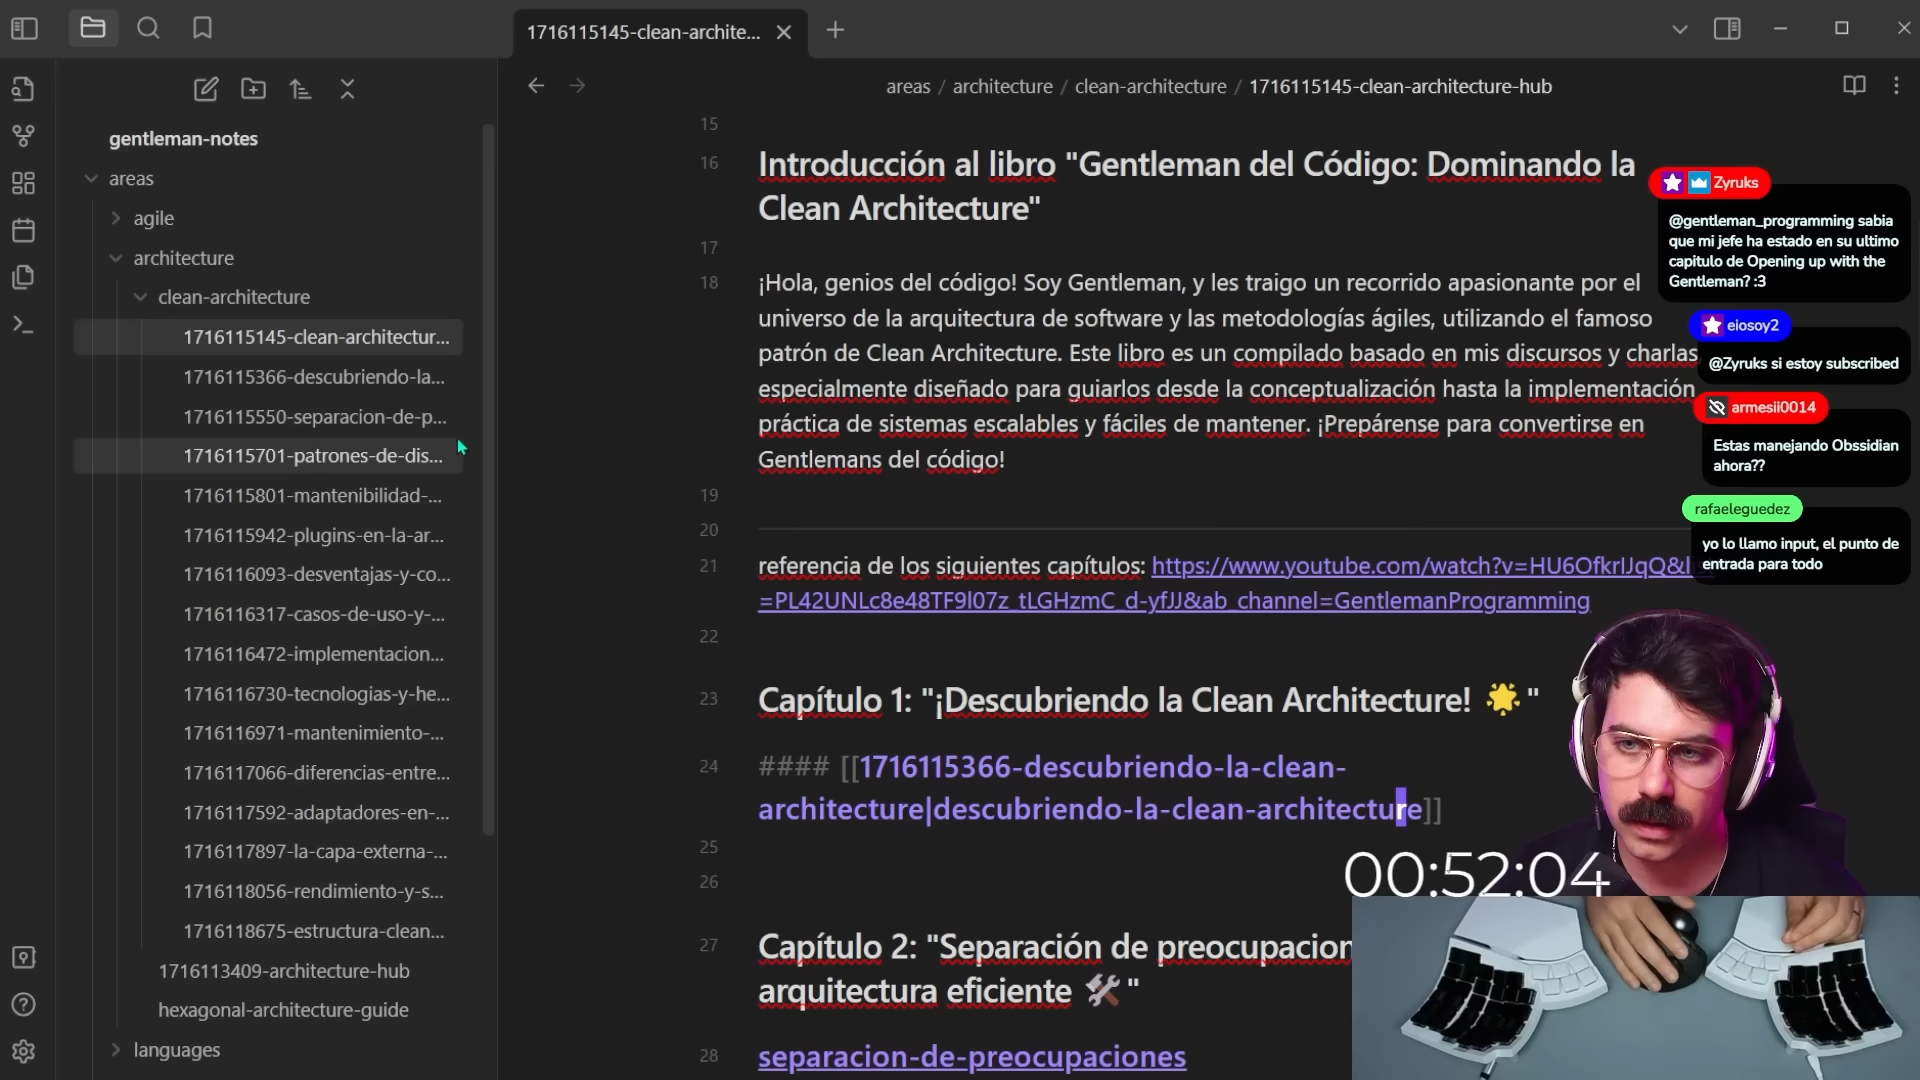 1716115145-clean-archite...
gentleman-notes
areas
agile
architecture
clean-architecture
1716115145-clean-architectur...
1716115366-descubriendo-la...
1716115550-separacion-de-p...
1716115701-patrones-de-dis...
1716115801-mantenibilidad-...
1716115942-plugins-en-la-ar...
1716116093-desventajas-y-co...
1716116317-casos-de-uso-y-...
1716116472-implementacion...
1716116730-tecnologias-y-he...
1716116971-mantenimiento-...
1716117066-diferencias-entre...
1716117592-adaptadores-en-...
1716117897-la-capa-externa-...
1716118056-rendimiento-y-s...
1716118675-estructura-clean...
1716113409-architecture-hub
hexagonal-architecture-guide
languages
areas / architecture / clean-architecture / 1716115145-clean-architecture-hub
15
16 Introducción al libro "Gentleman del Código: Dominando la
Clean Architecture"
17
18 ¡Hola, genios del código! Soy Gentleman, y les traigo un recorrido apasionante por el
universo de la arquitectura de software y las metodologías ágiles, utilizando el famoso
patrón de Clean Architecture. Este libro es un compilado basado en mis discursos y charlas,
especialmente diseñado para guiarlos desde la conceptualización hasta la implementación
práctica de sistemas escalables y fáciles de mantener. ¡Prepárense para convertirse en
Gentlemans del código!
19
20
21 referencia de los siguientes capítulos: https://www.youtube.com/watch?v=HU6OfkrlJqQ&l
=PL42UNLc8e48TF9l07z_tLGHzmC_d-yfJJ&ab_channel=GentlemanProgramming
22
23 Capítulo 1: "¡Descubriendo la Clean Architecture! 🌟"
24 #### [[1716115366-descubriendo-la-clean-
architecture|descubriendo-la-clean-architecture]]
25
26
27 Capítulo 2: "Separación de preocupacion
arquitectura eficiente 🛠️"
28 separacion-de-preocupaciones
Zyruks
@gentleman_programming sabia
que mi jefe ha estado en su ultimo
capitulo de Opening up with the
Gentleman? :3
eiosoy2
@Zyruks si estoy subscribed
armesii0014
Estas manejando Obssidian
ahora??
rafaeleguedez
yo lo llamo input, el punto de
entrada para todo
00:52:04